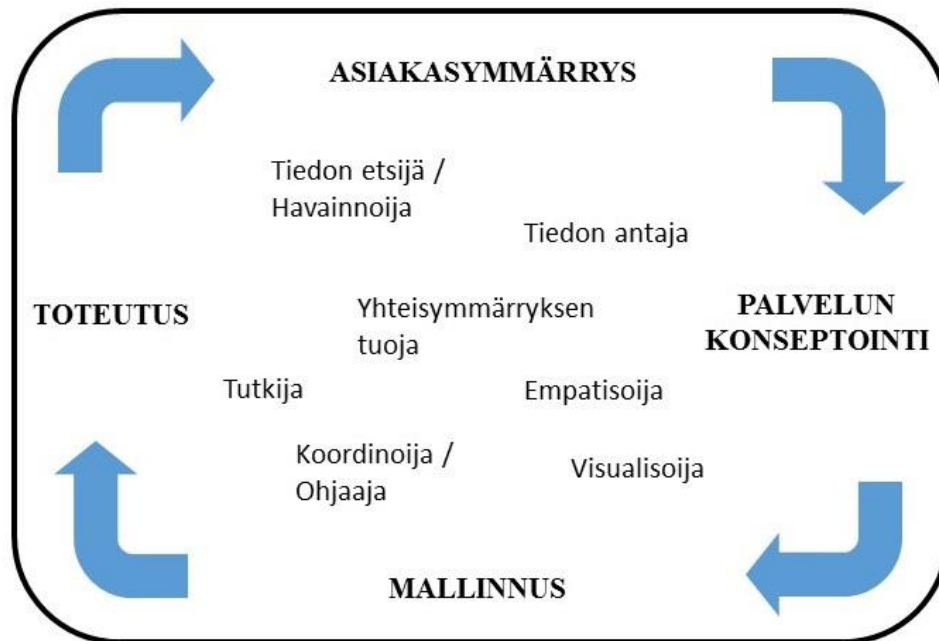 ASIAKASYMMÄRRYS
Tiedon etsijä /
Havainnoija
Tiedon antaja
TOTEUTUS
Yhteisymmärryksen
tuoja
PALVELUN
KONSEPTOINTI
Tutkija
Empatisoija
Koordinoija /
Ohjaaja
Visualisoija
MALLINNUS